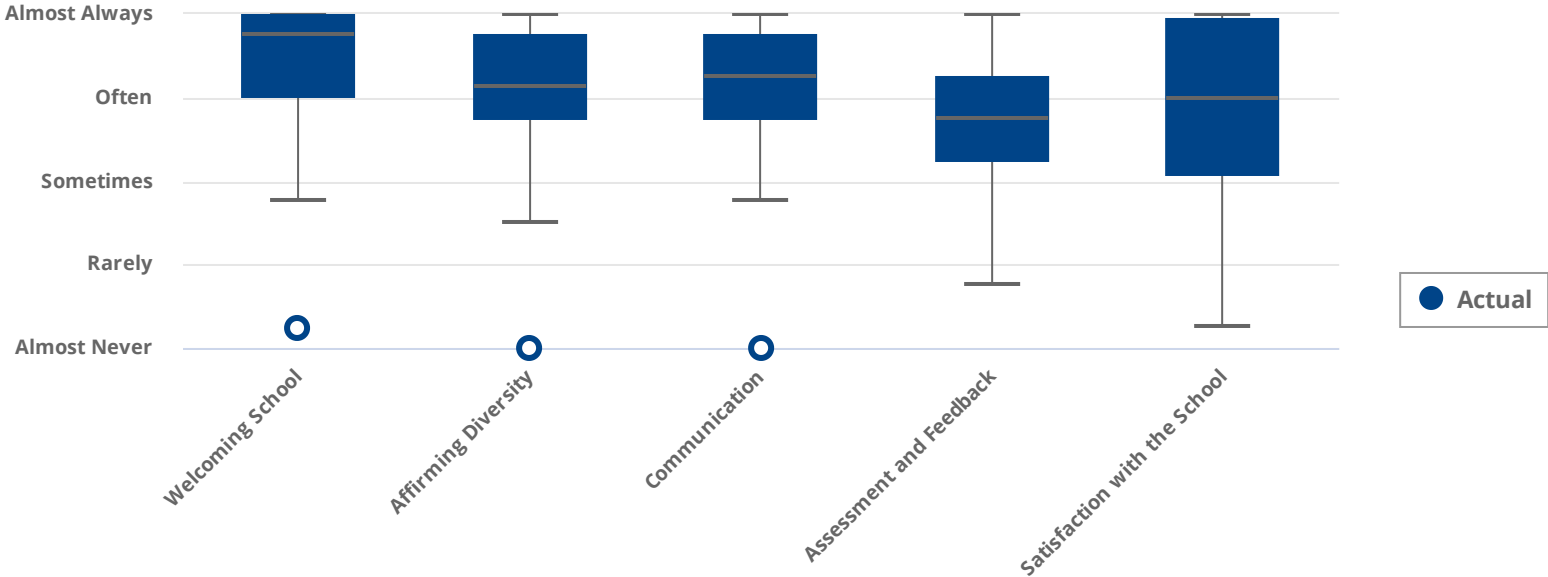 Almost Always
Often
Sometimes
Rarely
Almost Never
Welcoming School
Affirming Diversity
Communication
Assessment and Feedback
Satisfaction with the School
Actual